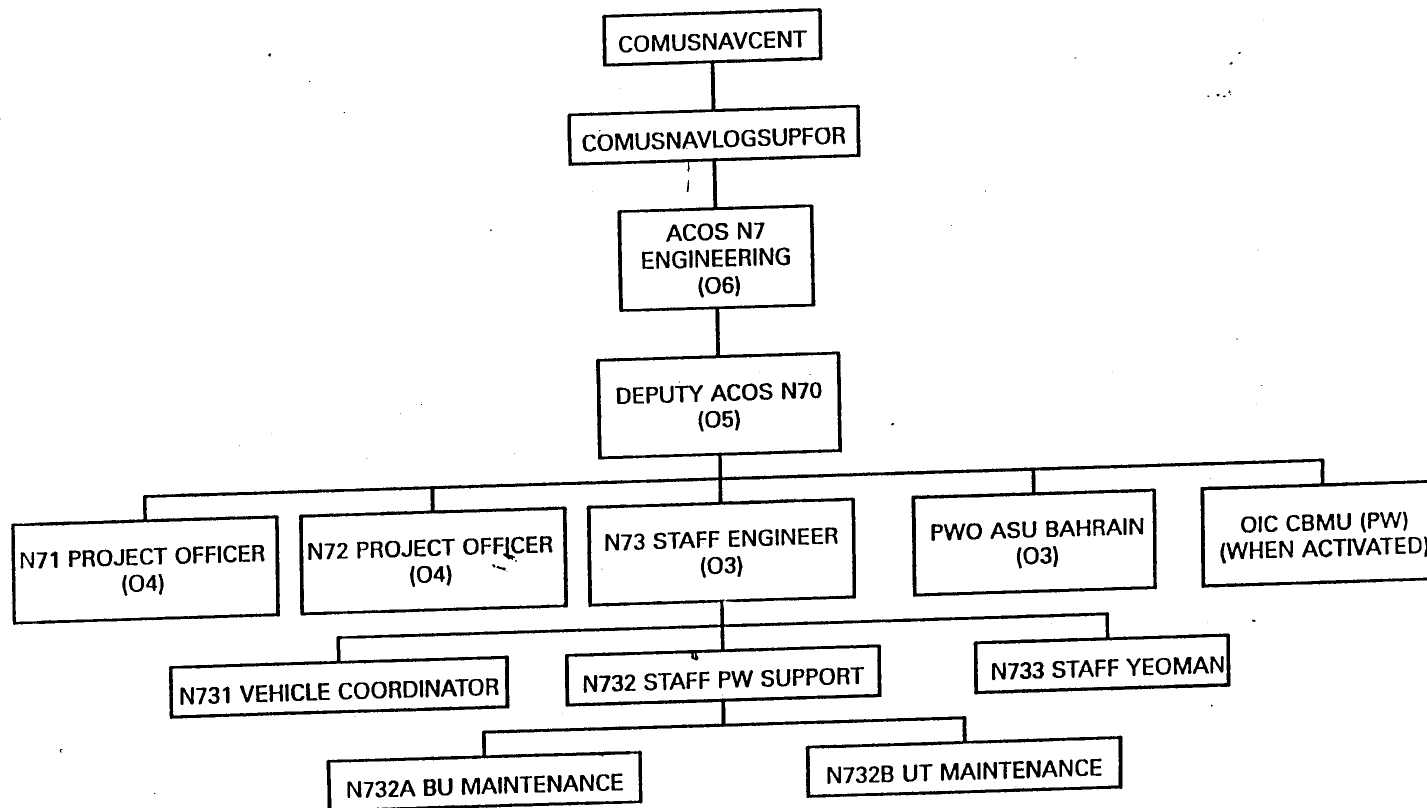 COMUSNAVCENT
COMUSNAVLOGSUPFOR
ACOS N7
ENGINEERING
(O6)
DEPUTY ACOS N70
(O5)
N71 PROJECT OFFICER
(O4)
N72 PROJECT OFFICER
(O4)
N73 STAFF ENGINEER
(O3)
PWO ASU BAHRAIN
(O3)
OIC CBMU (PW)
(WHEN ACTIVATED)
N731 VEHICLE COORDINATOR
N732 STAFF PW SUPPORT
N733 STAFF YEOMAN
N732A BU MAINTENANCE
N732B UT MAINTENANCE